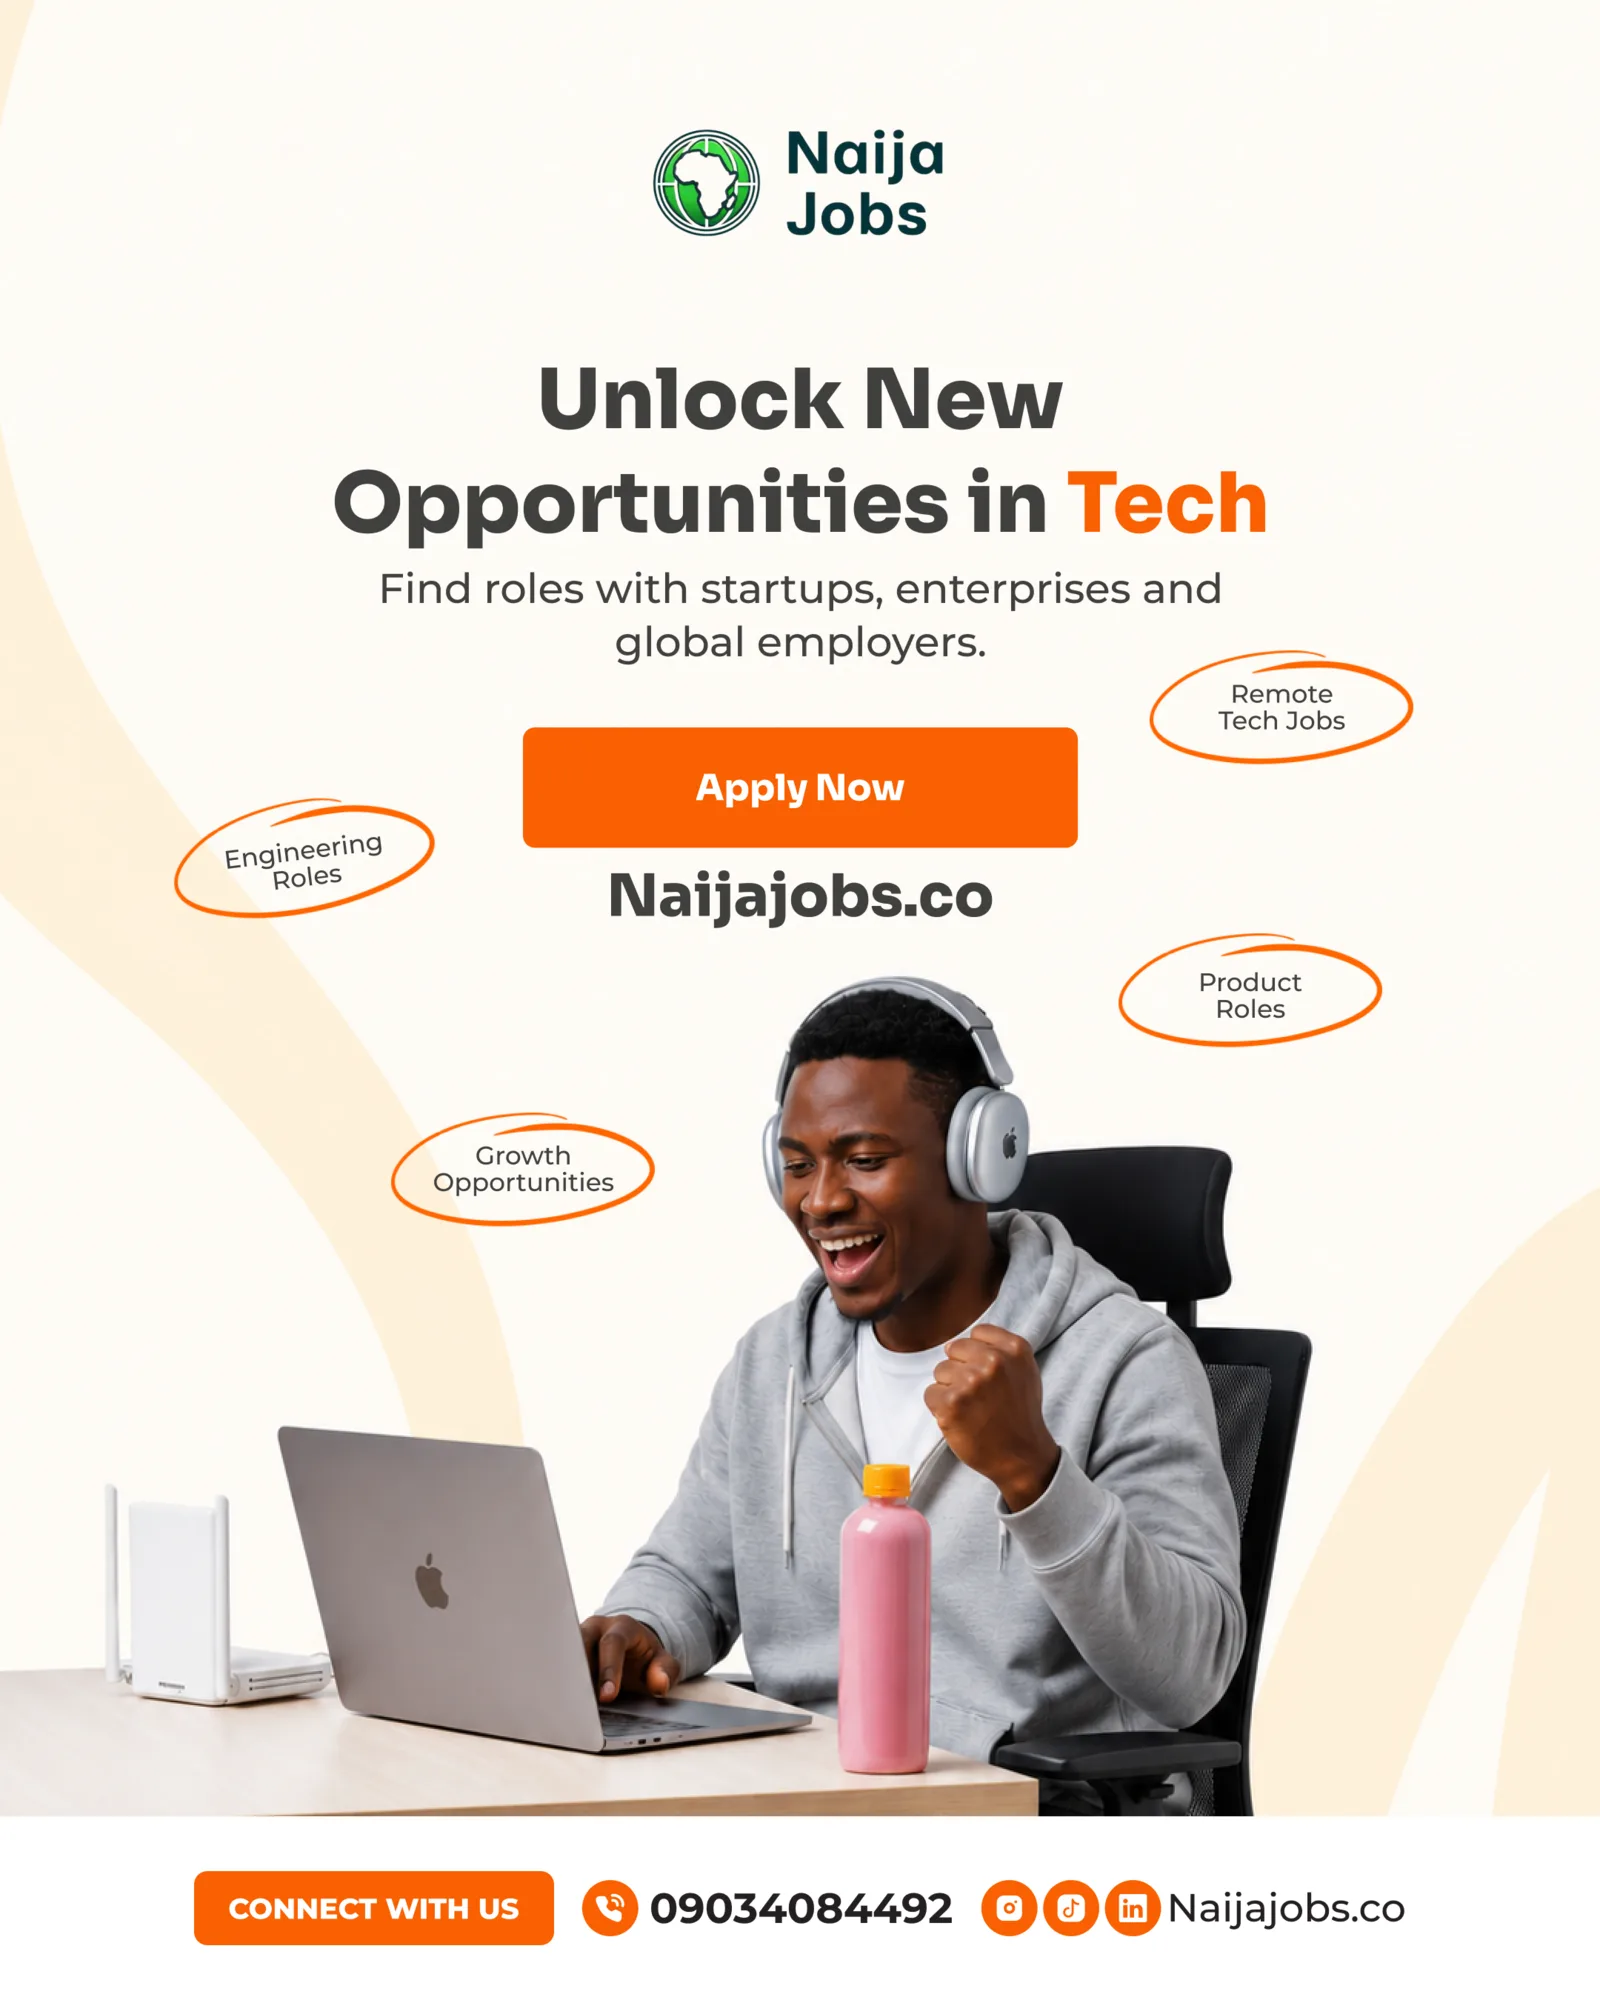 Naija
Jobs
Unlock New
Opportunities in Tech
Find roles with startups, enterprises and
global employers.
Remote
Tech Jobs
Apply Now
Engineering
Roles
Naijajobs.co
Product
Roles
Growth
Opportunities
CONNECT WITH US
09034084492
Naijajobs.co